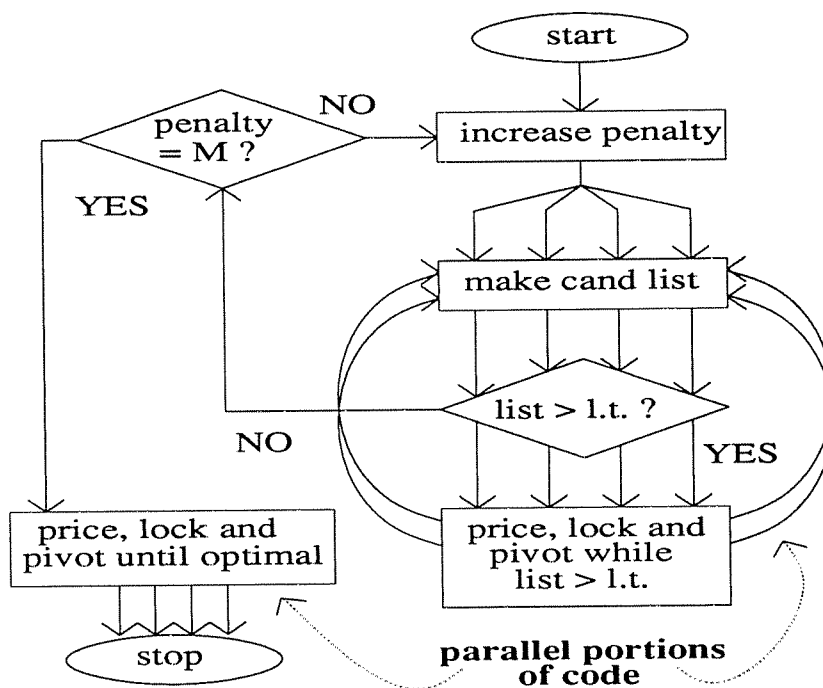 start
NO
penalty
= M ?
increase penalty
YES
make cand list
list > l.t. ?
NO
YES
price, lock and
pivot until optimal
price, lock and
pivot while
list > l.t.
stop
parallel portions
of code